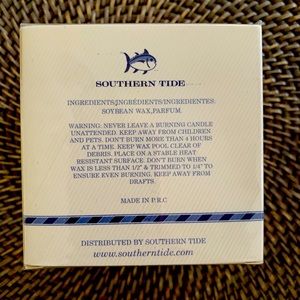 SOUTHERN TIDE
INGREDIENTS/INGRÉDIENTS/INGREDIENTES:
SOYBEAN WAX,PARFUM.
WARNING: NEVER LEAVE A BURNING CANDLE
UNATTENDED. KEEP AWAY FROM CHILDREN
AND PETS. DON'T BURN MORE THAN 4 HOURS
AT A TIME. KEEP WAX POOL CLEAR OF
DEBRIS. PLACE ON A STABLE HEAT
RESISTANT SURFACE. DON'T BURN WHEN
WAX IS LESS THAN 1/2" & TRIMMED TO 1/4" TO
ENSURE EVEN BURNING. KEEP AWAY FROM
DRAFTS.
MADE IN P.R.C
DISTRIBUTED BY SOUTHERN TIDE
www.southerntide.com